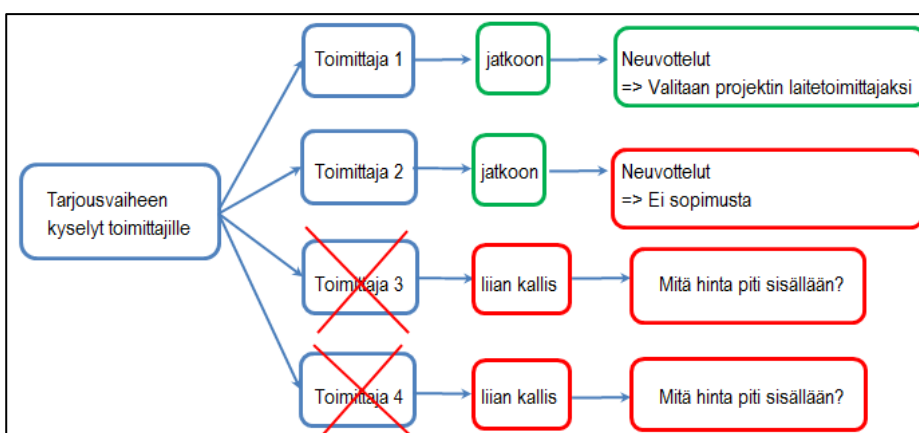 Tarjousvaiheen
kyselyt toimittajille
Toimittaja 1
jatkoon
Neuvottelut
=> Valitaan projektin laitetoimittajaksi
Toimittaja 2
jatkoon
Neuvottelut
=> Ei sopimusta
Toimittaja 3
liian kallis
Mitä hinta piti sisällään?
Toimittaja 4
liian kallis
Mitä hinta piti sisällään?